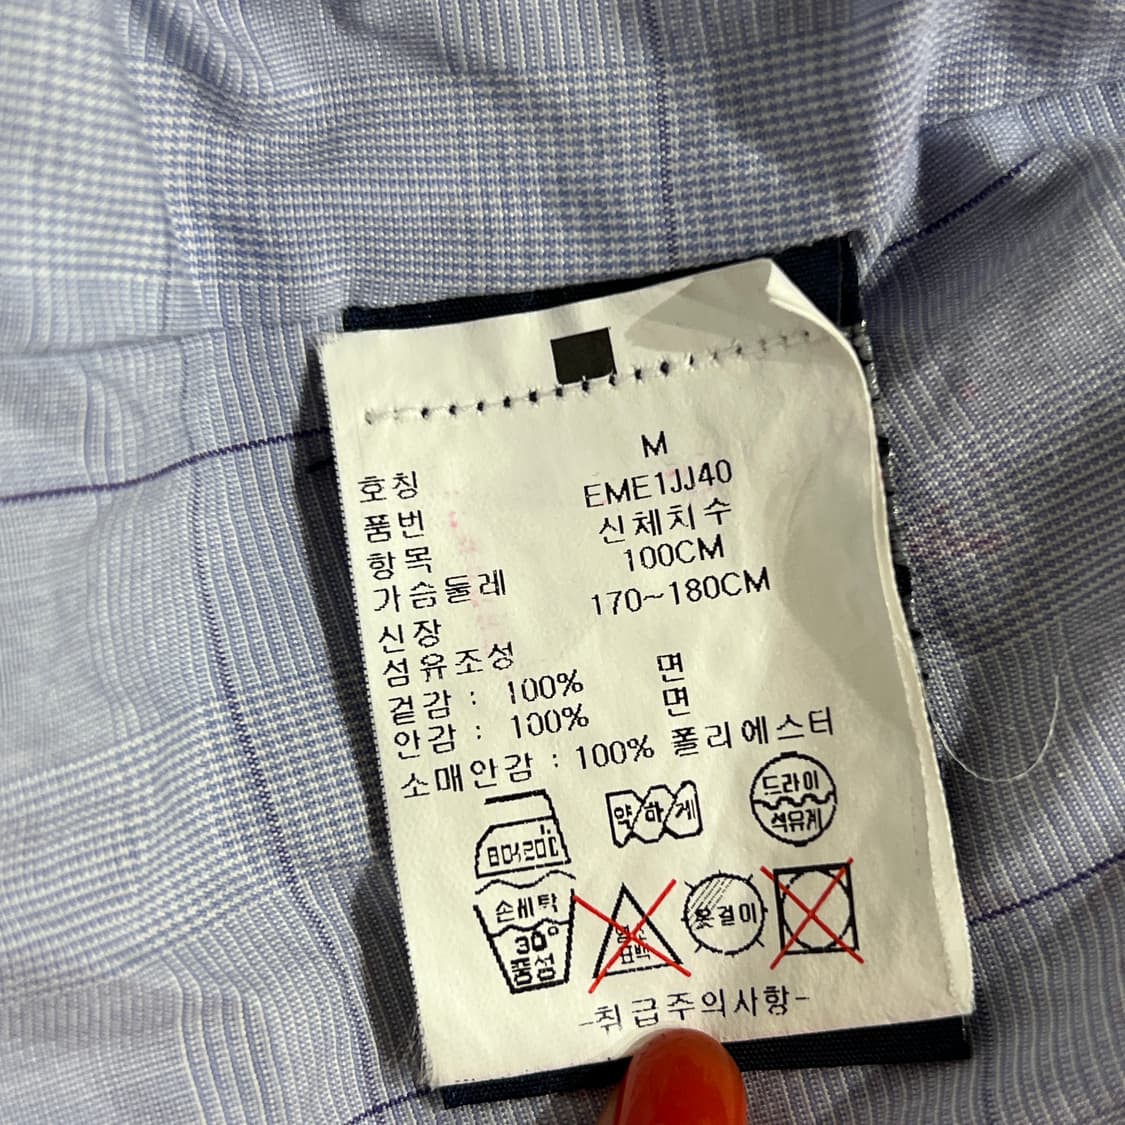 M
호칭 EME1JJ40
품번 신체치수
항목 100CM
가슴둘레 170~180CM
신장
섬유조성
겉감 : 100% 면
안감 : 100% 면
소매안감 : 100% 폴리에스터
약하게
드라이
석유계
손세탁
30°
중성
표백
옷걸이
-취급주의사항-